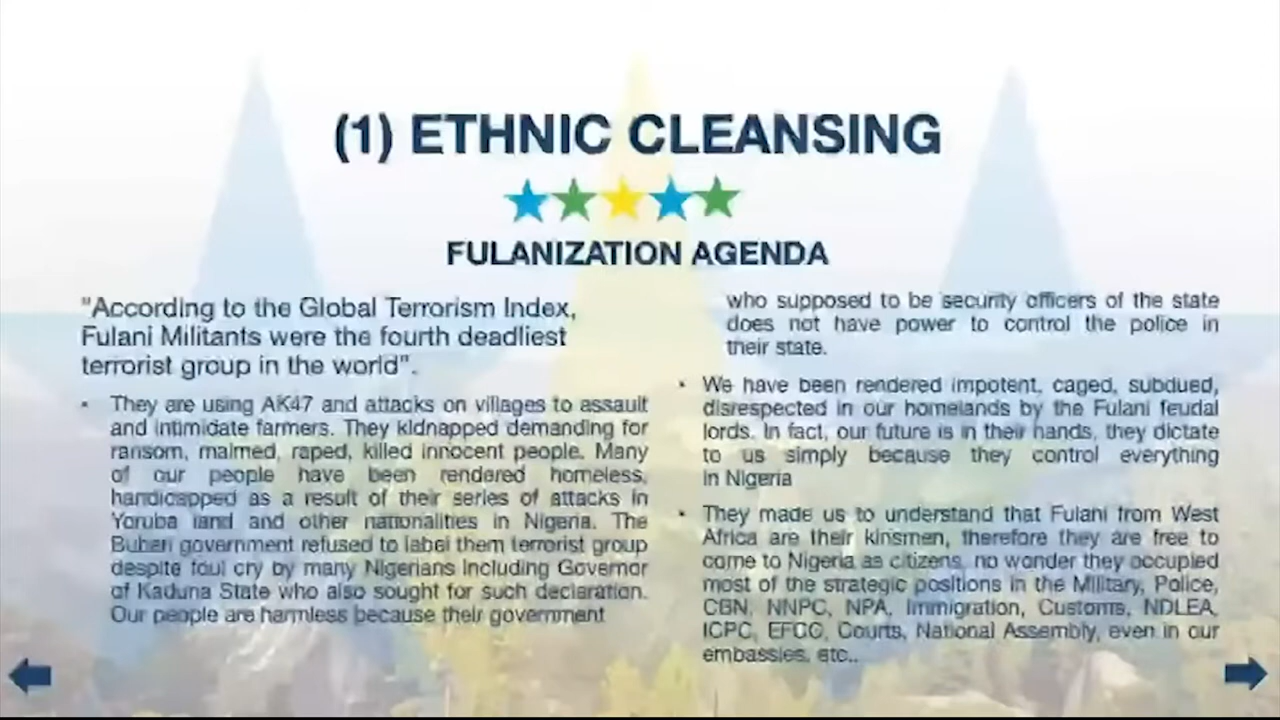 (1) ETHNIC CLEANSING
FULANIZATION AGENDA
"According to the Global Terrorism Index,
Fulani Militants were the fourth deadliest
terrorist group in the world".
• They are using AK47 and attacks on villages to assault
and intimidate farmers. They kidnapped demanding for
ransom, maimed, raped, killed innocent people. Many
of our people have been rendered homeless,
handicapped as a result of their series of attacks in
Yoruba land and other nationalities in Nigeria. The
Buhari government refused to label them terrorist group
despite foul cry by many Nigerians including Governor
of Kaduna State who also sought for such declaration.
Our people are harmless because their government
who supposed to be security officers of the state
does not have power to control the police in
their state.
• We have been rendered impotent, caged, subdued,
disrespected in our homelands by the Fulani feudal
lords. In fact, our future is in their hands, they dictate
to us simply because they control everything
in Nigeria
• They made us to understand that Fulani from West
Africa are their kinsmen, therefore they are free to
come to Nigeria as citizens, no wonder they occupied
most of the strategic positions in the Military, Police,
CBN, NNPC, NPA, Immigration, Customs, NDLEA,
ICPC, EFCC, Courts, National Assembly, even in our
embassies, etc..